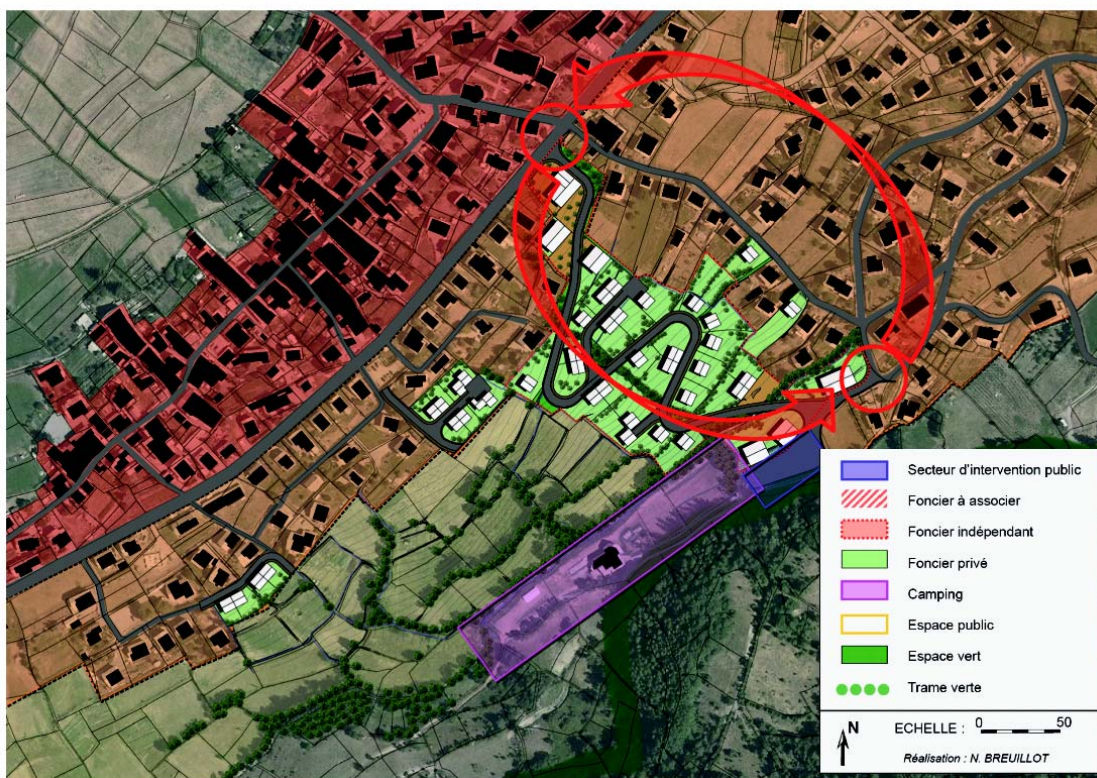 Secteur d'intervention public
Foncier à associer
Foncier indépendant
Foncier privé
Camping
Espace public
Espace vert
Trame verte
N ECHELLE : 0 50
Réalisation : N. BREUILLOT